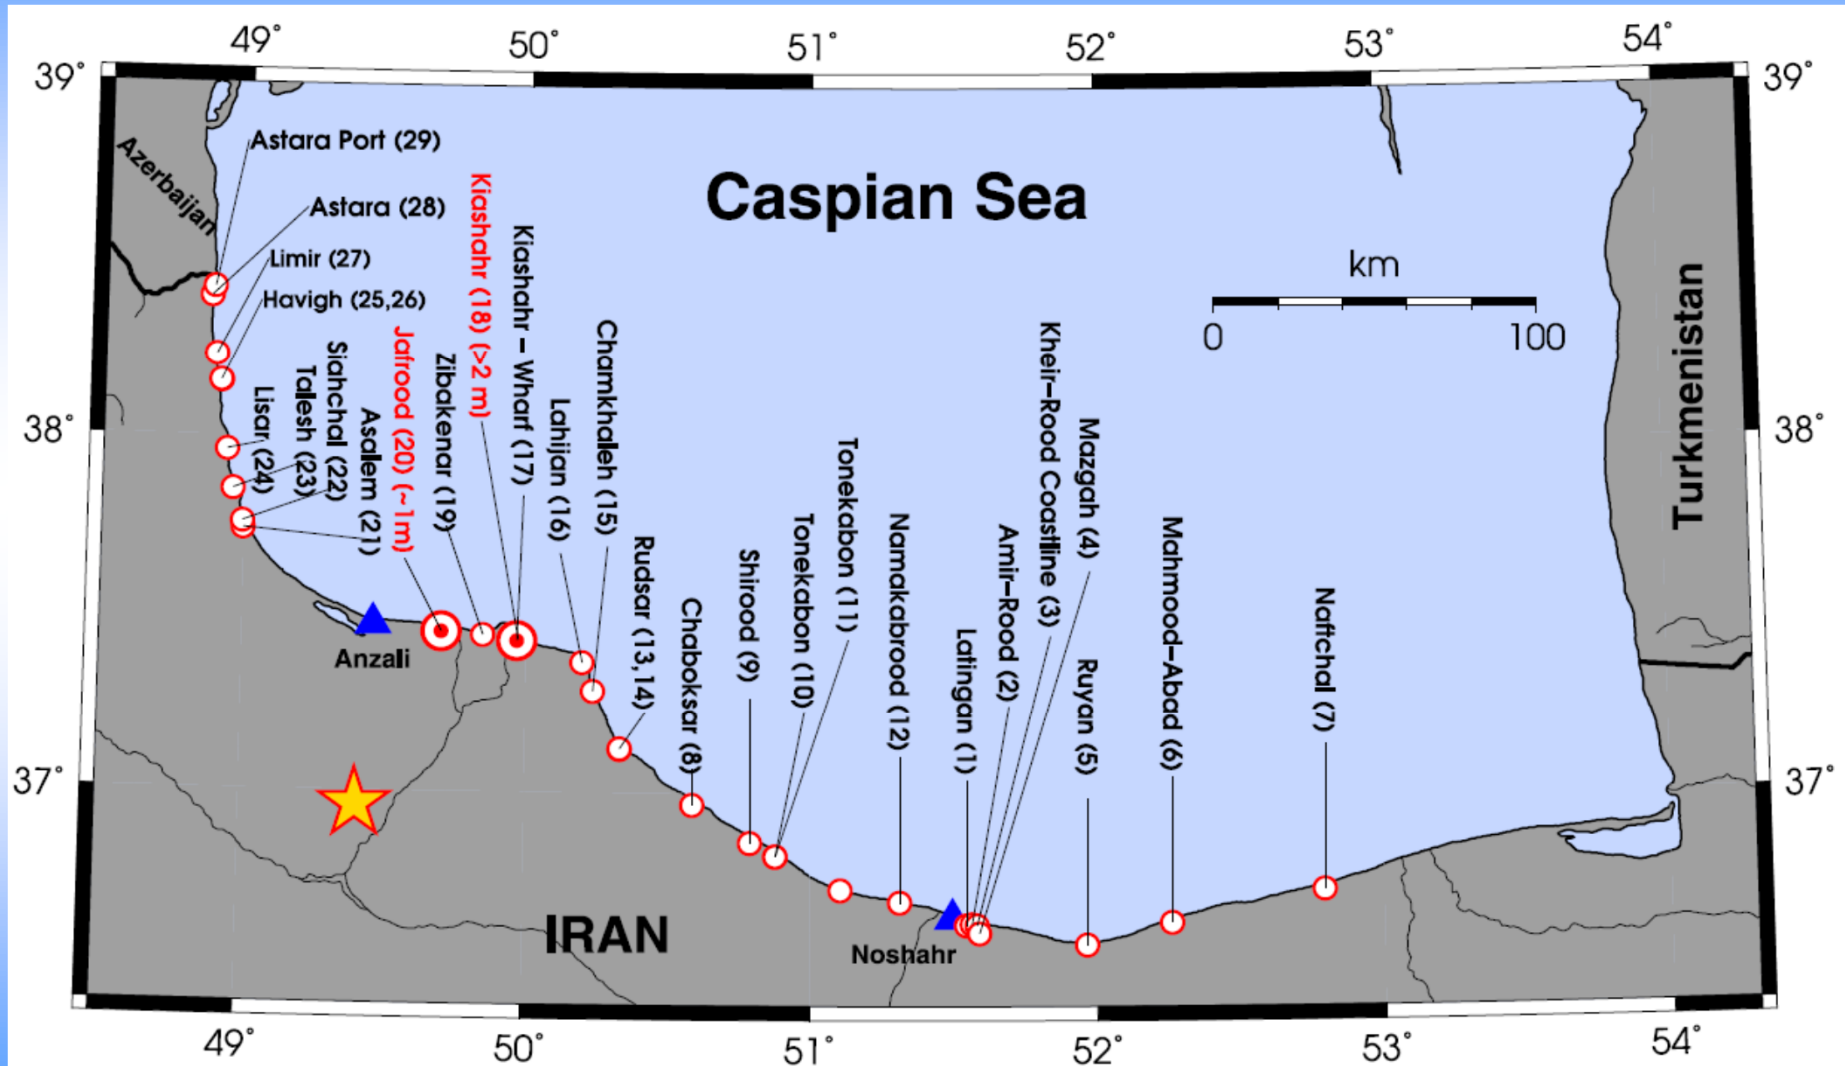 49°
50°
51°
52°
53°
54°
39°
39°
Azerbaijan
Astara Port (29)
Astara (28)
Limir (27)
Havigh (25,26)
Lisar (24)
Talesh (23)
Siahchal (22)
Asalem (21)
Jafrood (20) (~1m)
Zibakenar (19)
Kiashahr (18) (>2 m)
Kiashahr – Wharf (17)
Lahijan (16)
Chamkhaleh (15)
Rudsar (13,14)
Chaboksar (8)
Shirood (9)
Tonekabon (10)
Tonekabon (11)
Namakabrood (12)
Latingan (1)
Amir–Rood (2)
Kheir–Rood Coastline (3)
Mazgah (4)
Ruyan (5)
Mahmood–Abad (6)
Naftchal (7)
Caspian Sea
km
0
100
Turkmenistan
38°
38°
Anzali
37°
37°
IRAN
Noshahr
49°
50°
51°
52°
53°
54°